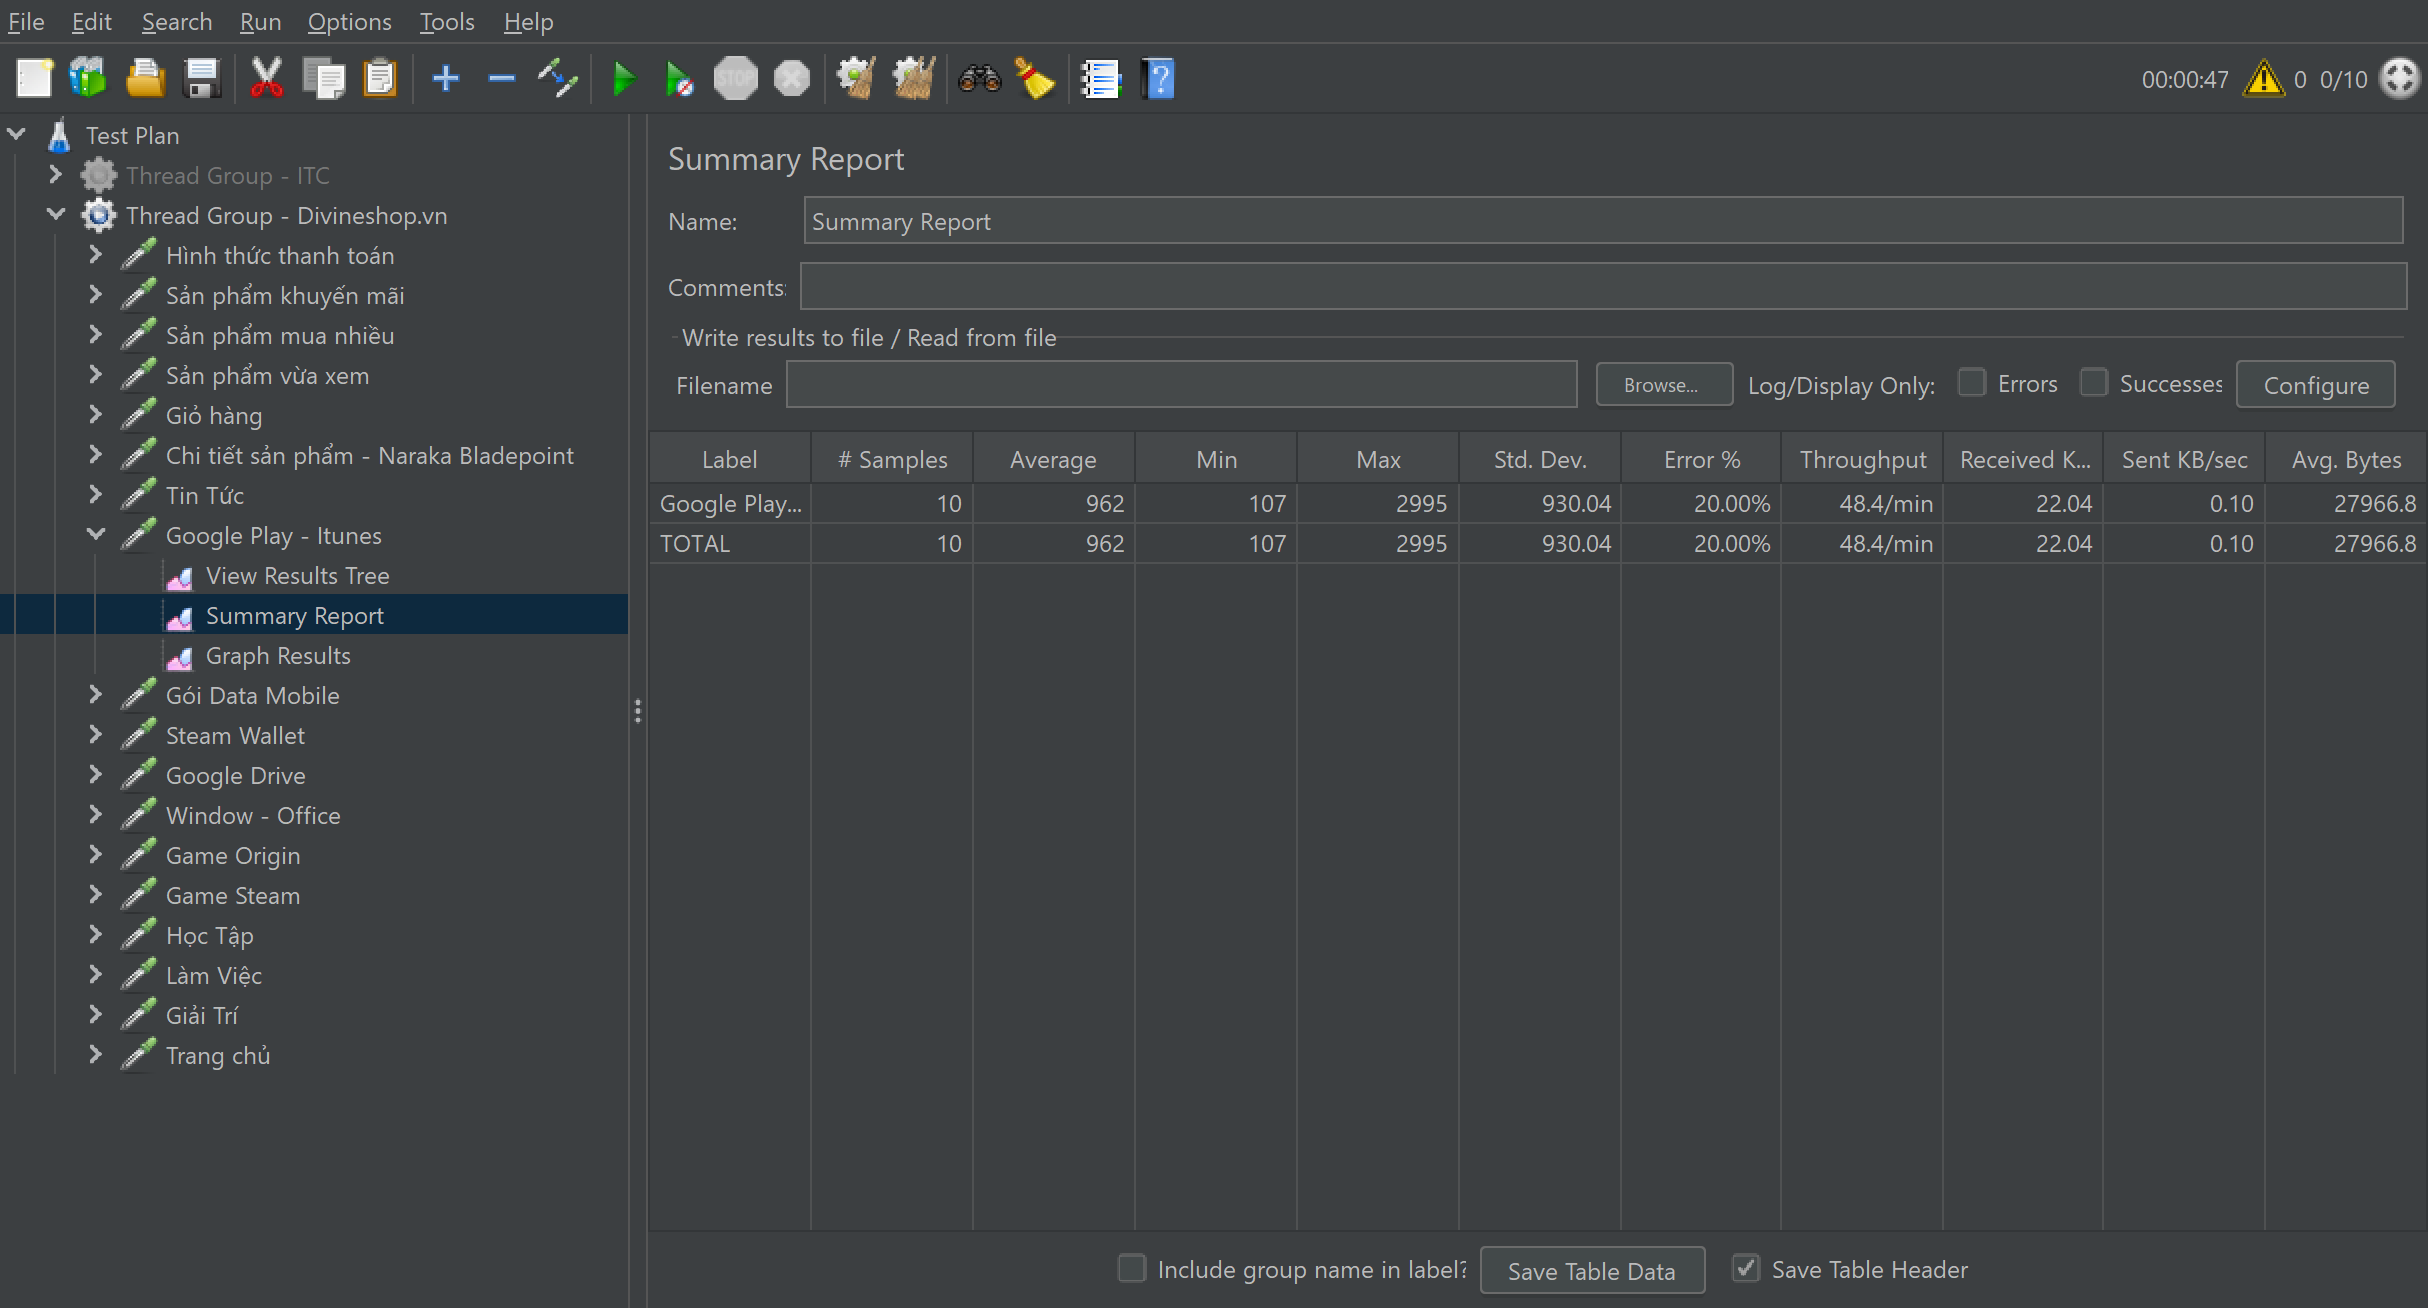 File Edit Search Run Options Tools Help
STOP
00:00:47 0 0/10
Test Plan
Thread Group - ITC
Thread Group - Divineshop.vn
Hình thức thanh toán
Sản phẩm khuyến mãi
Sản phẩm mua nhiều
Sản phẩm vừa xem
Giỏ hàng
Chi tiết sản phẩm - Naraka Bladepoint
Tin Tức
Google Play - Itunes
View Results Tree
Summary Report
Graph Results
Gói Data Mobile
Steam Wallet
Google Drive
Window - Office
Game Origin
Game Steam
Học Tập
Làm Việc
Giải Trí
Trang chủ
Summary Report
Name: Summary Report
Comments:
Write results to file / Read from file
Filename Browse... Log/Display Only: Errors Successes Configure
Label # Samples Average Min Max Std. Dev. Error % Throughput Received K... Sent KB/sec Avg. Bytes
Google Play... 10 962 107 2995 930.04 20.00% 48.4/min 22.04 0.10 27966.8
TOTAL 10 962 107 2995 930.04 20.00% 48.4/min 22.04 0.10 27966.8
Include group name in label? Save Table Data Save Table Header